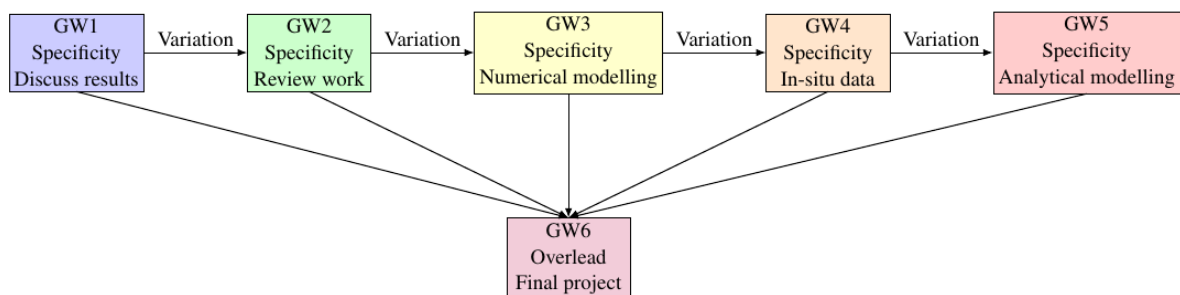 GW1
Specificity
Discuss results
Variation
GW2
Specificity
Review work
Variation
GW3
Specificity
Numerical modelling
Variation
GW4
Specificity
In-situ data
Variation
GW5
Specificity
Analytical modelling
GW6
Overlead
Final project